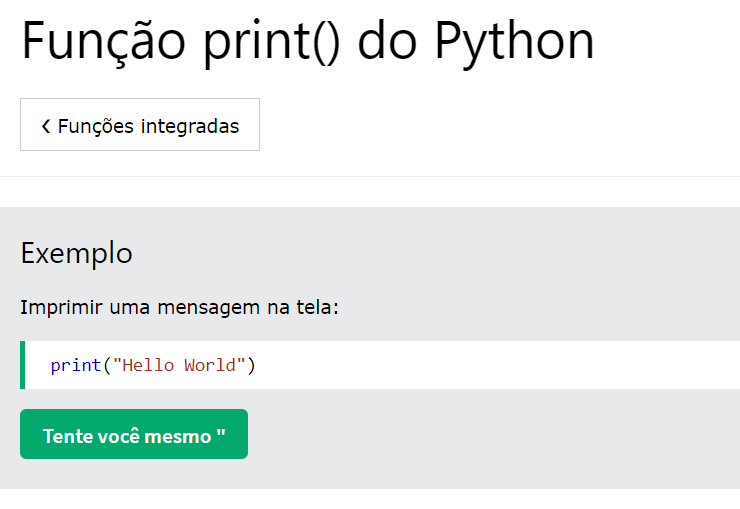 Função print() do Python
‹ Funções integradas
Exemplo
Imprimir uma mensagem na tela:
print("Hello World")
Tente você mesmo "